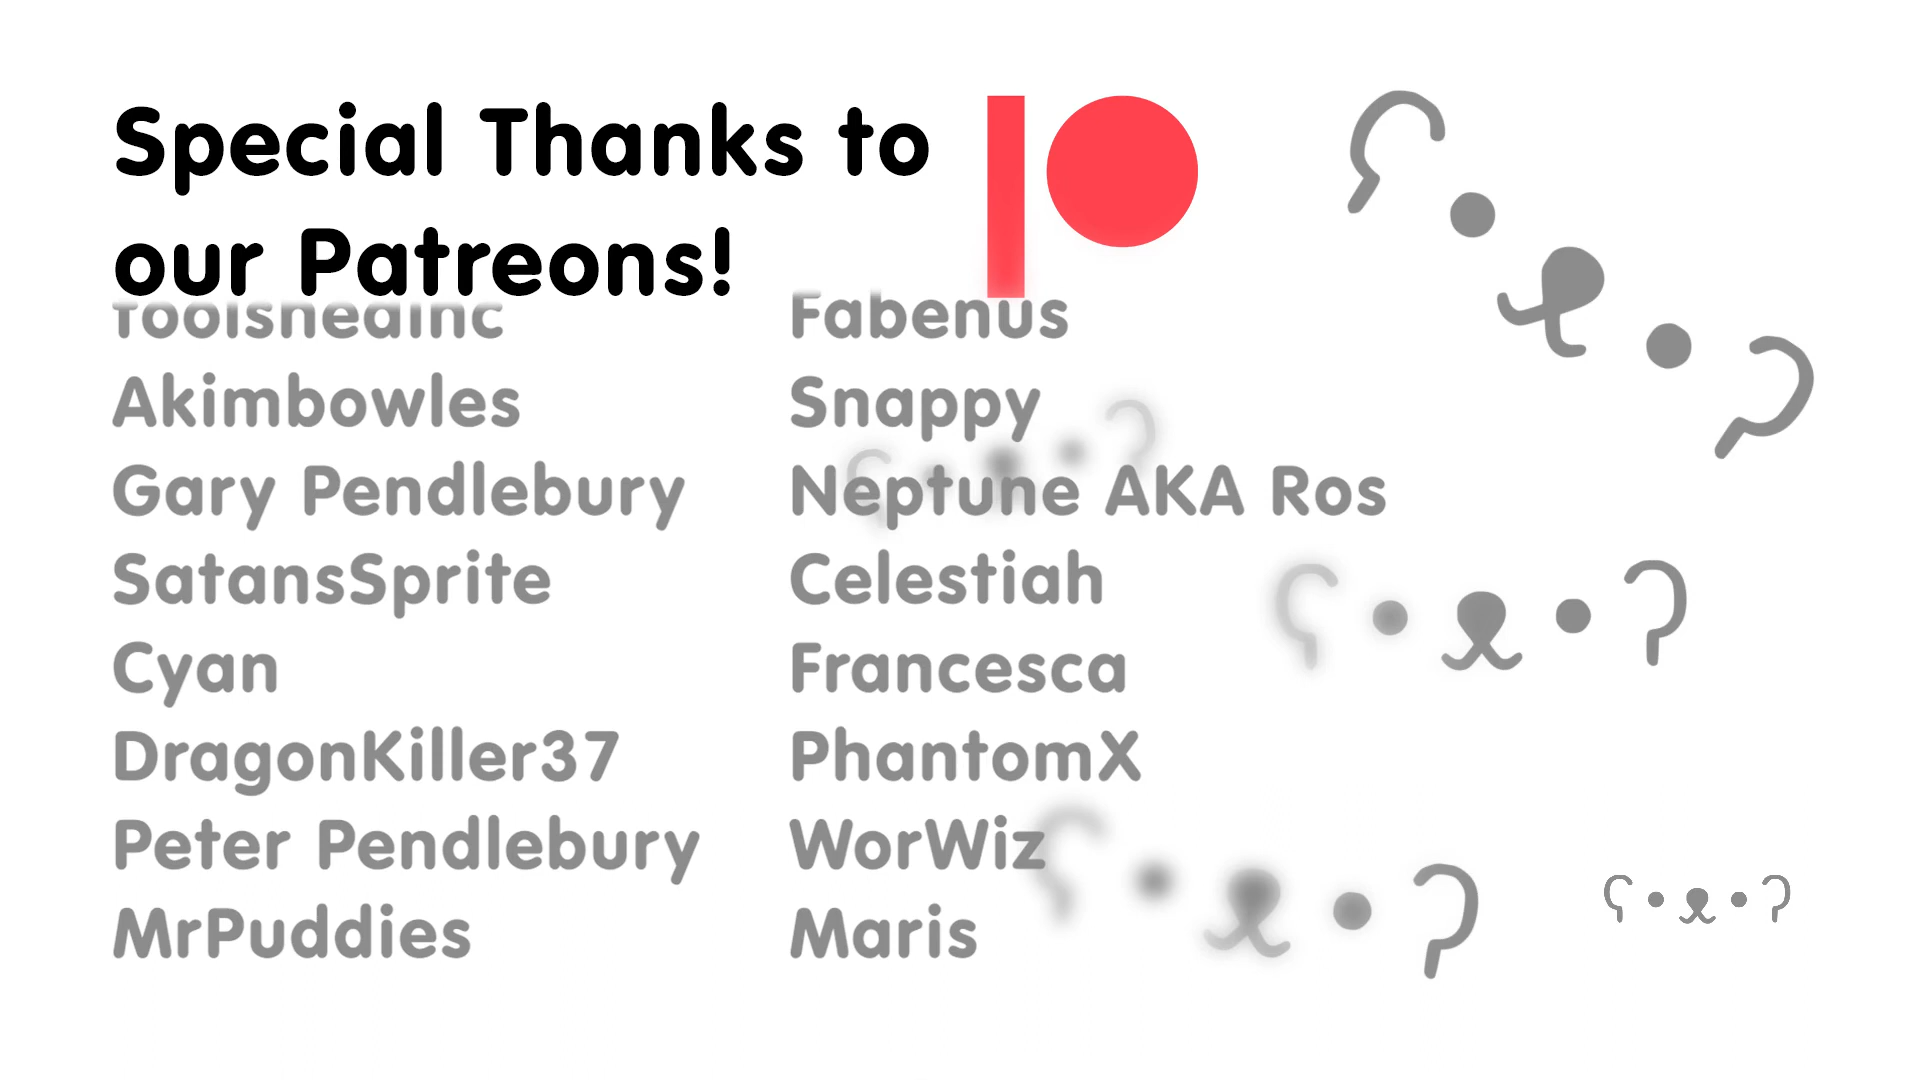 Special Thanks to
our Patreons!
toolshedinc
Akimbowles
Gary Pendlebury
SatansSprite
Cyan
DragonKiller37
Peter Pendlebury
MrPuddies
Fabenus
Snappy
Neptune AKA Ros
Celestiah
Francesca
PhantomX
WorWiz
Maris
ʕ•ᴥ•ʔ
ʕ•ᴥ•ʔ
ʕ•ᴥ•ʔ
ʕ•ᴥ•ʔ
ʕ•ᴥ•ʔ